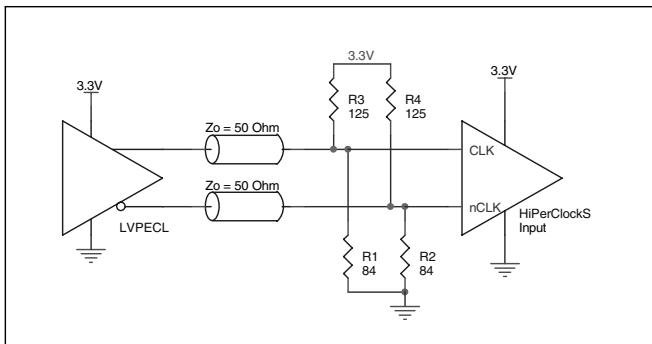 3.3V
3.3V
3.3V
R3
125
R4
125
Zo = 50 Ohm
CLK
Zo = 50 Ohm
nCLK
LVPECL
HiPerClockS
Input
R1
84
R2
84